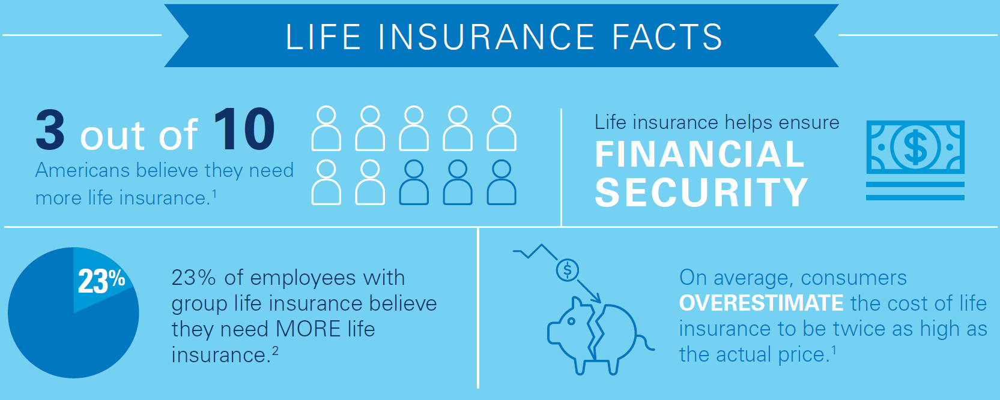 LIFE INSURANCE FACTS
3 out of 10
Americans believe they need
more life insurance.¹
Life insurance helps ensure
FINANCIAL
SECURITY
$
23%
23% of employees with
group life insurance believe
they need MORE life
insurance.²
$
On average, consumers
OVERESTIMATE the cost of life
insurance to be twice as high as
the actual price.¹